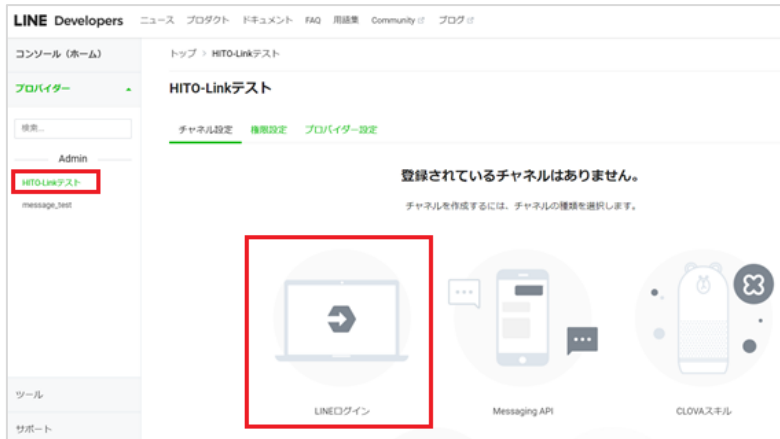 LINE Developers ニュース プロダクト ドキュメント FAQ 用語集 Community ブログ
コンソール（ホーム）
トップ > HITO-Linkテスト
プロバイダー
HITO-Linkテスト
検索...
チャネル設定 権限設定 プロバイダー設定
Admin
HITO-Linkテスト
message_test
登録されているチャネルはありません。
チャネルを作成するには、チャネルの種類を選択します。
LINEログイン
Messaging API
CLOVAスキル
ツール
サポート